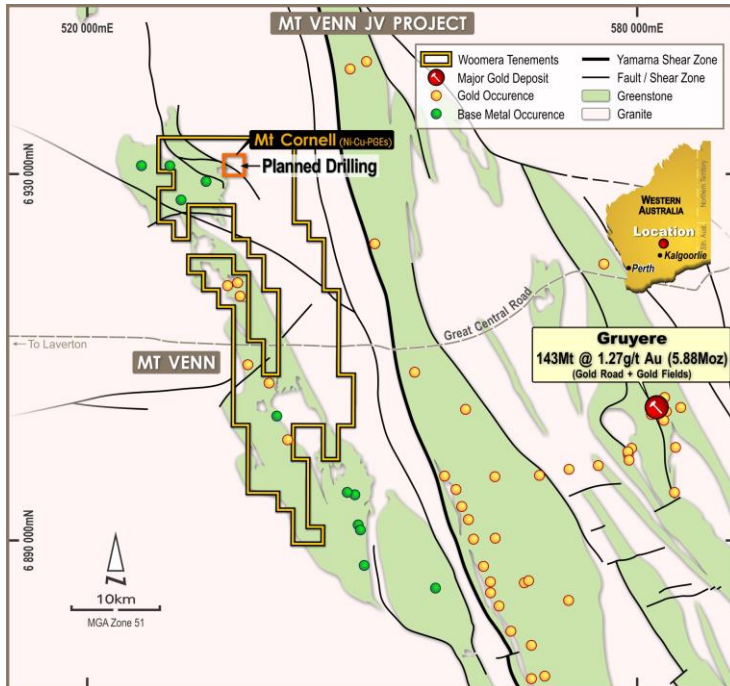 MT VENN JV PROJECT
520 000mE
580 000mE
Woomera Tenements
Major Gold Deposit
Gold Occurence
Base Metal Occurence
Yamarna Shear Zone
Fault / Shear Zone
Greenstone
Granite
Mt Cornell (Ni-Cu-PGEs)
Planned Drilling
6 930 000mN
WESTERN
AUSTRALIA
Location
Kalgoorlie
Perth
Northern Territory
Sth. Aust.
Great Central Road
To Laverton
MT VENN
Gruyere
143Mt @ 1.27g/t Au (5.88Moz)
(Gold Road + Gold Fields)
6 890 000mN
N
10km
MGA Zone 51